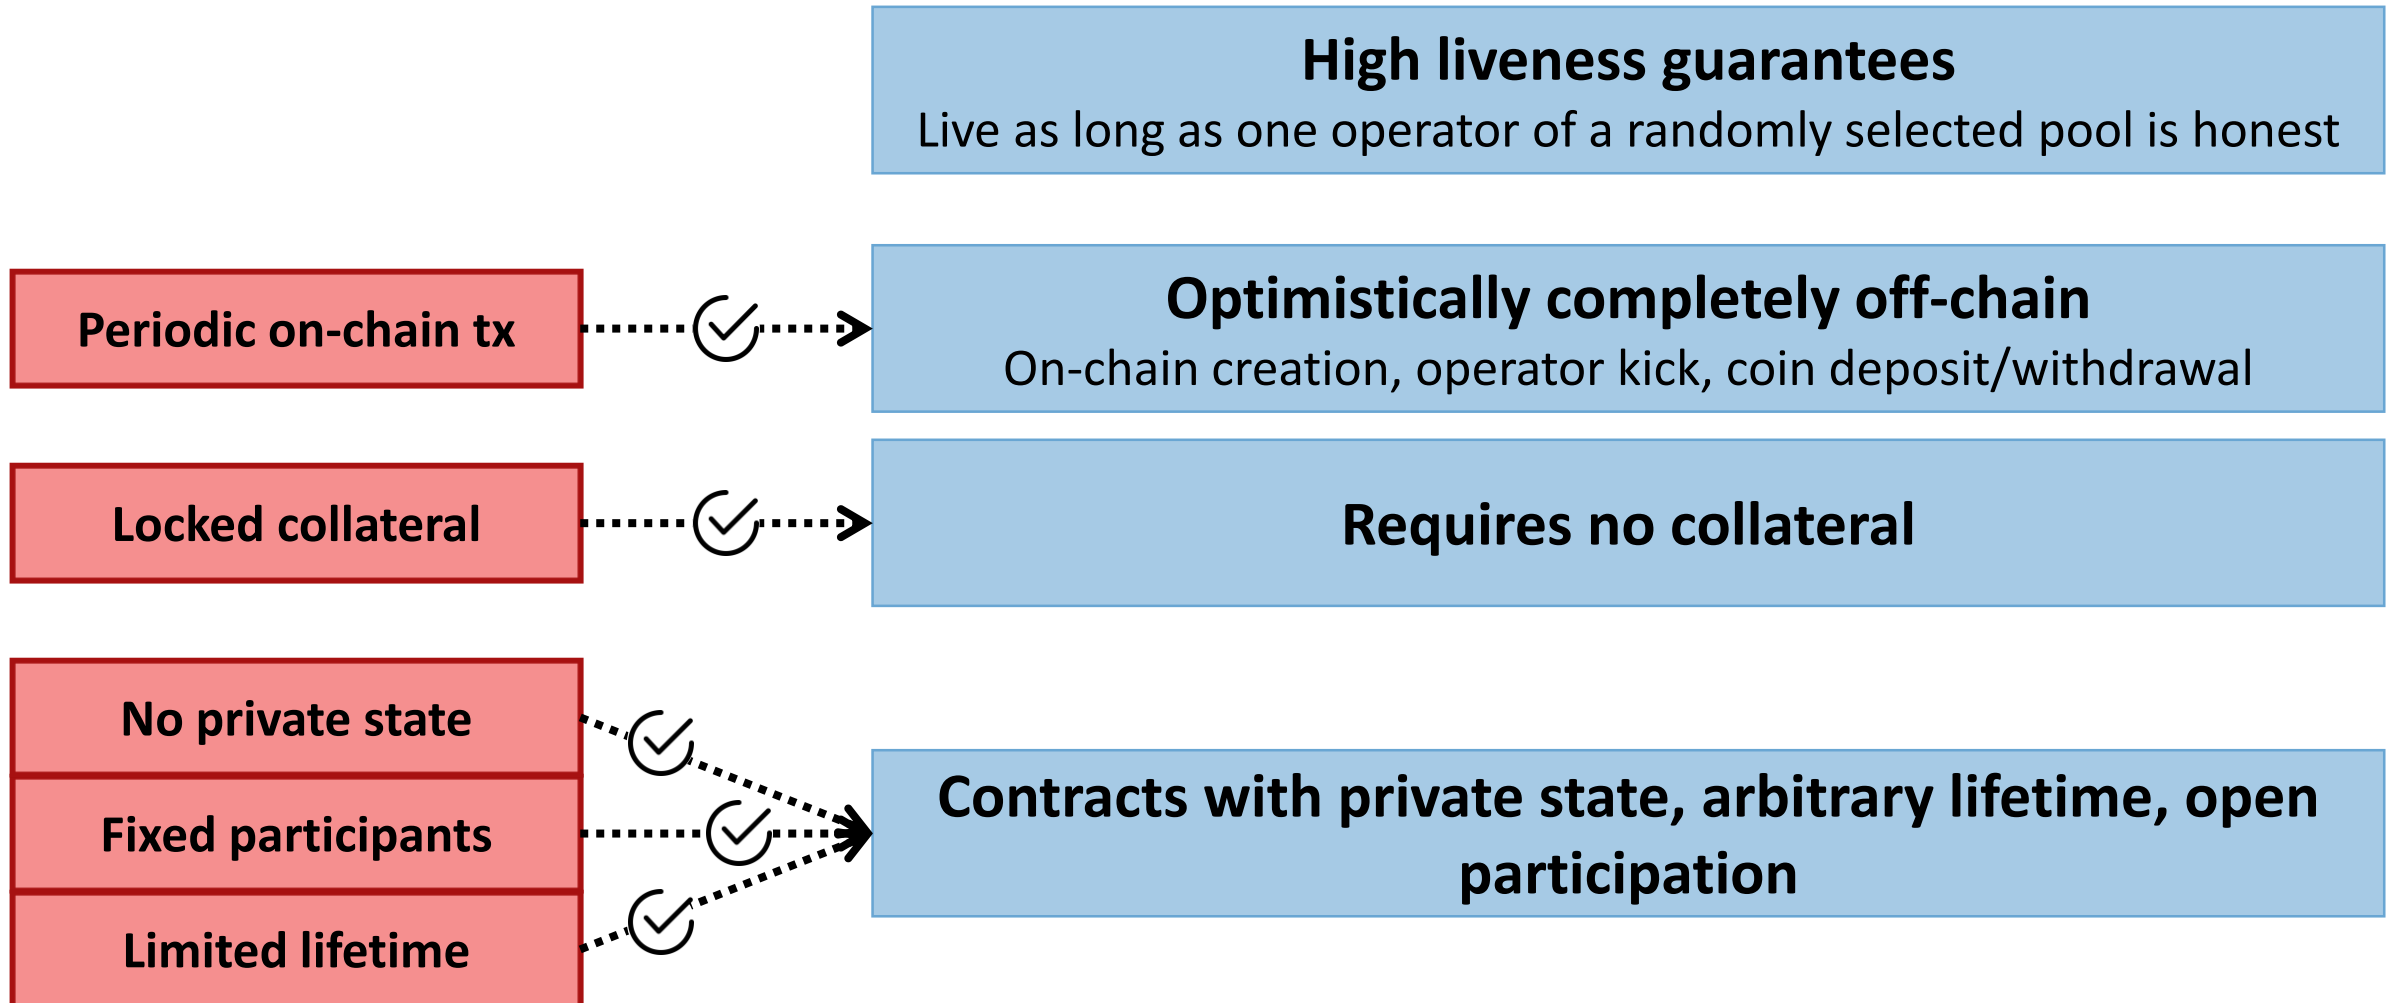 High liveness guarantees
Live as long as one operator of a randomly selected pool is honest
Periodic on-chain tx
Optimistically completely off-chain
On-chain creation, operator kick, coin deposit/withdrawal
Locked collateral
Requires no collateral
No private state
Fixed participants
Limited lifetime
Contracts with private state, arbitrary lifetime, open
participation